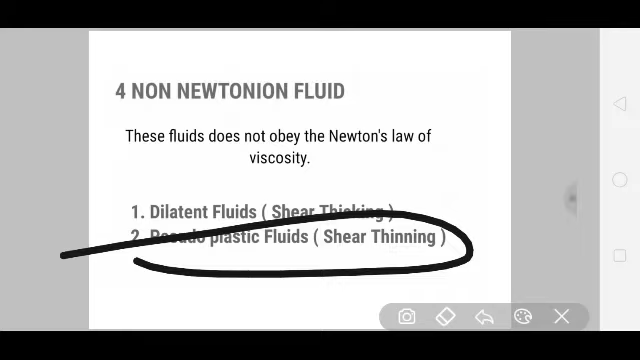 4 NON NEWTONION FLUID
These fluids does not obey the Newton's law of
viscosity.
1. Dilatent Fluids ( Shear Thicking )
2. Pseudo plastic Fluids ( Shear Thinning )